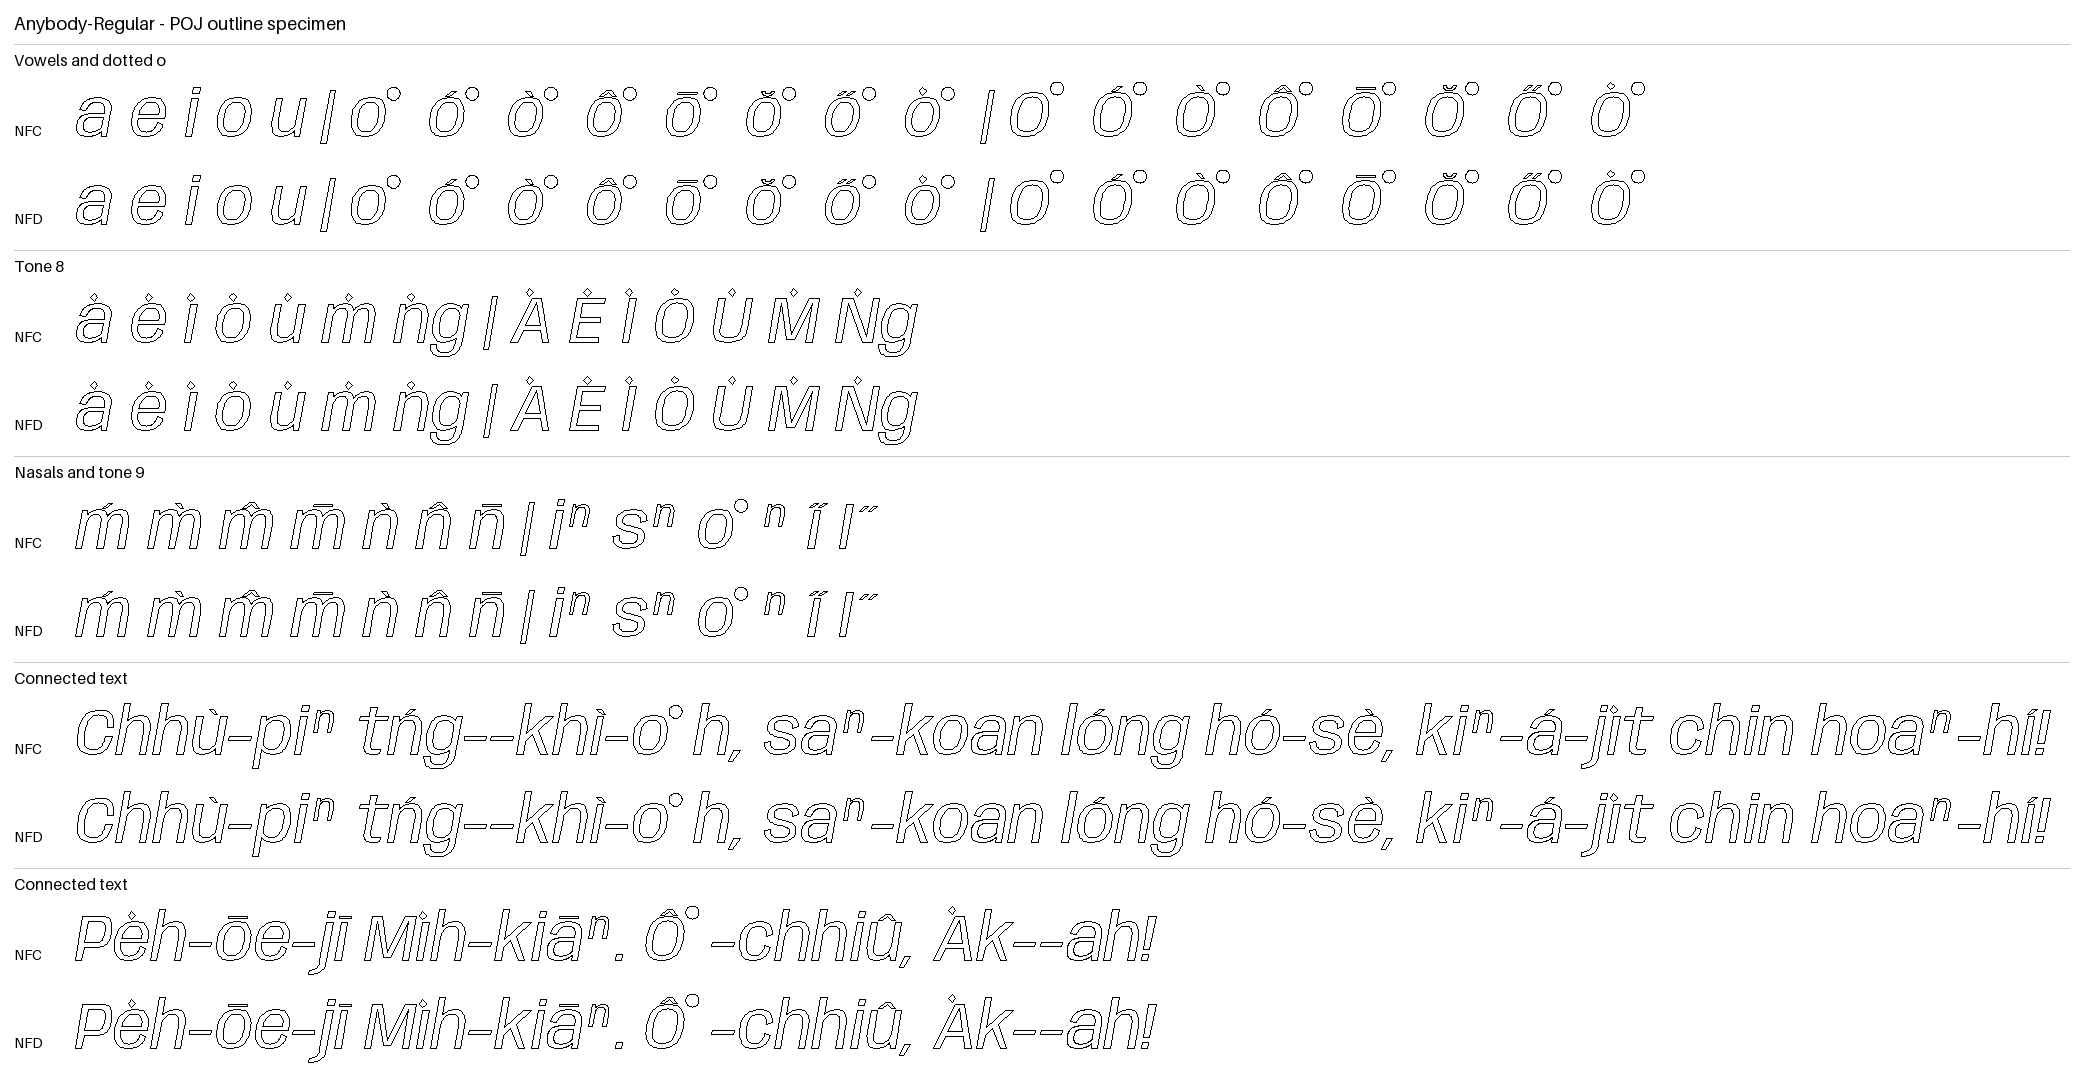 Anybody-Regular - POJ outline specimen
Vowels and dotted o
NFC a e i o u | o͘ ó͘ ò͘ ô͘ ō͘ ŏ͘ ő͘ o̍͘ | O͘ Ó͘ Ò͘ Ô͘ Ō͘ Ŏ͘ Ő͘ O̍͘
NFD a e i o u | o͘ ó͘ ò͘ ô͘ ō͘ ŏ͘ ő͘ o̍͘ | O͘ Ó͘ Ò͘ Ô͘ Ō͘ Ŏ͘ Ő͘ O̍͘
Tone 8
NFC a̍ e̍ i̍ o̍ u̍ m̍ n̍g | A̍ E̍ I̍ O̍ U̍ M̍ N̍g
NFD a̍ e̍ i̍ o̍ u̍ m̍ n̍g | A̍ E̍ I̍ O̍ U̍ M̍ N̍g
Nasals and tone 9
NFC ḿ m̀ m̂ m̄ ǹ n̂ n̄ | iⁿ sⁿ o͘ⁿ i̋ I̋
NFD ḿ m̀ m̂ m̄ ǹ n̂ n̄ | iⁿ sⁿ o͘ⁿ i̋ I̋
Connected text
NFC Chhù-piⁿ tńg--khì-o͘h, saⁿ-koan lóng hó-sè, kiⁿ-á-ji̍t chin hoaⁿ-hí!
NFD Chhù-piⁿ tńg--khì-o͘h, saⁿ-koan lóng hó-sè, kiⁿ-á-ji̍t chin hoaⁿ-hí!
Connected text
NFC Pe̍h-ōe-jī Mi̍h-kiāⁿ. Ô͘-chhiû, A̍k--ah!
NFD Pe̍h-ōe-jī Mi̍h-kiāⁿ. Ô͘-chhiû, A̍k--ah!